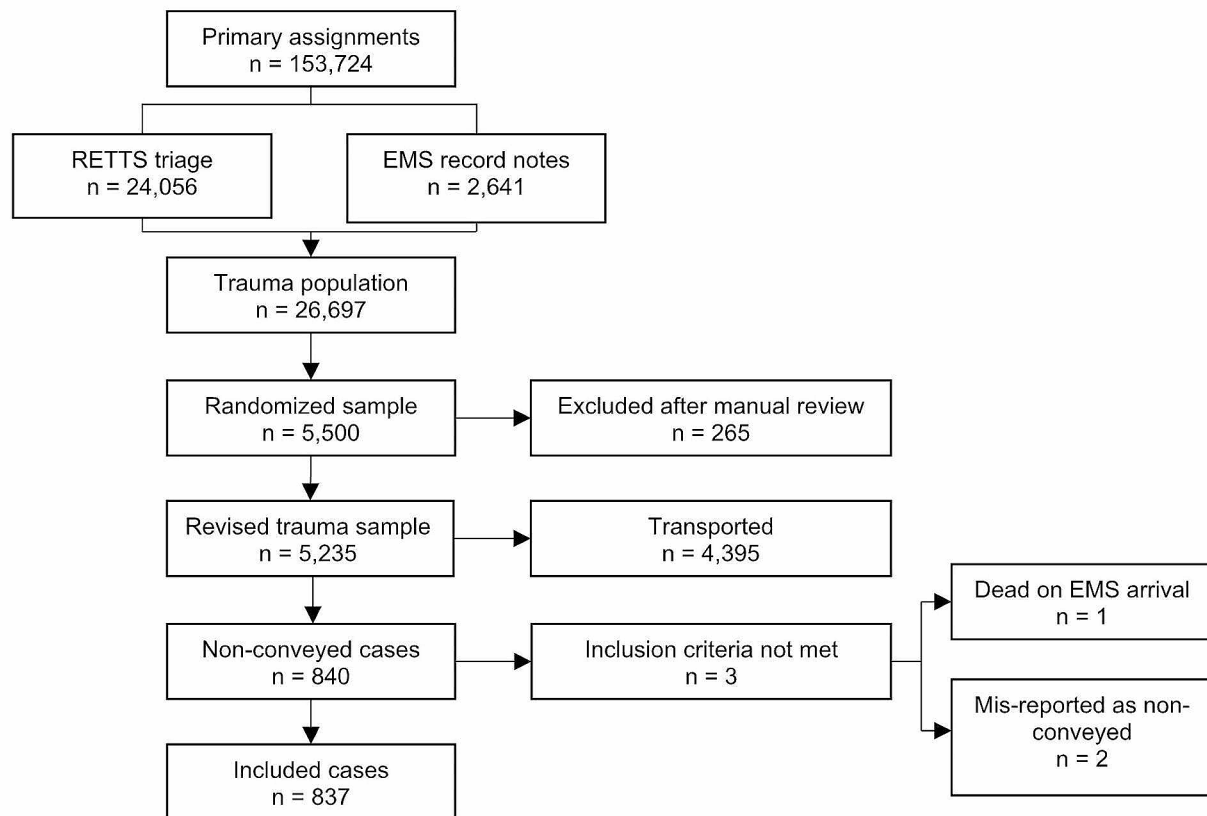 Primary assignments
n = 153,724
RETTS triage
n = 24,056
EMS record notes
n = 2,641
Trauma population
n = 26,697
Randomized sample
n = 5,500
Excluded after manual review
n = 265
Revised trauma sample
n = 5,235
Transported
n = 4,395
Non-conveyed cases
n = 840
Inclusion criteria not met
n = 3
Dead on EMS arrival
n = 1
Mis-reported as non-
conveyed
n = 2
Included cases
n = 837